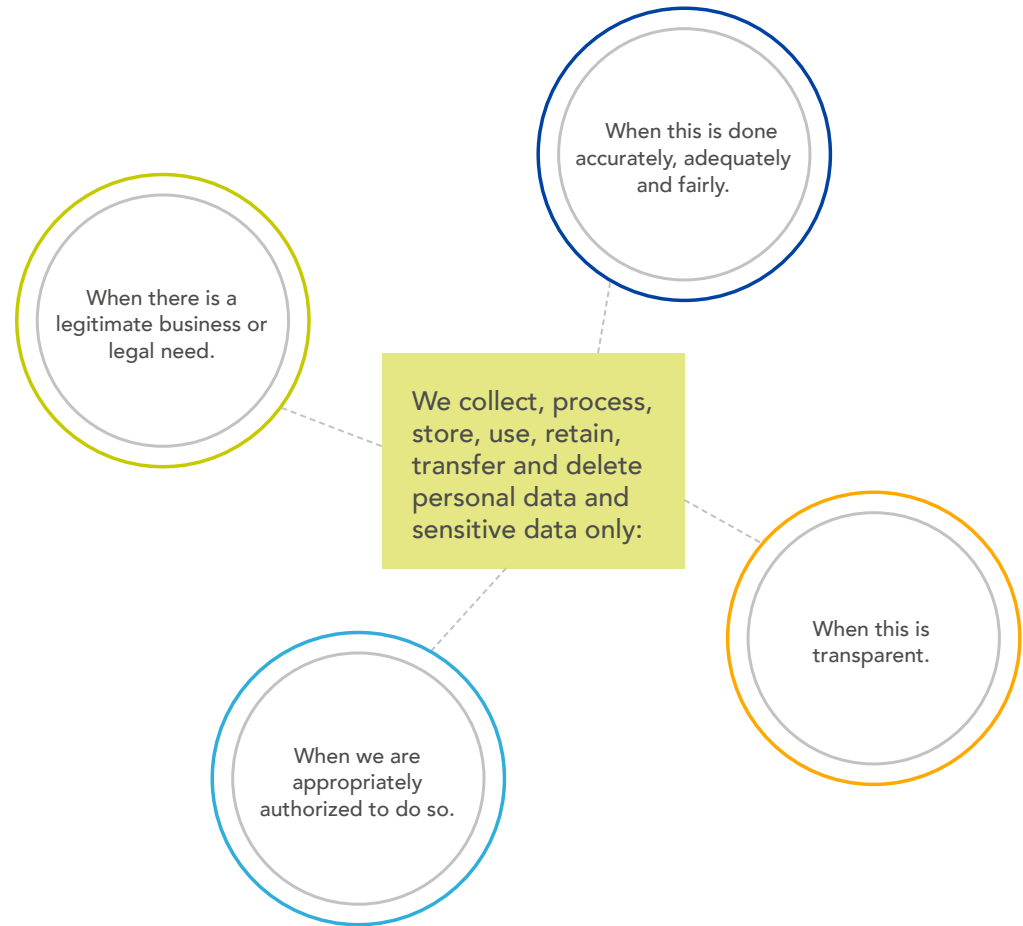 When this is done
accurately, adequately
and fairly.
When there is a
legitimate business or
legal need.
We collect, process,
store, use, retain,
transfer and delete
personal data and
sensitive data only:
When this is
transparent.
When we are
appropriately
authorized to do so.